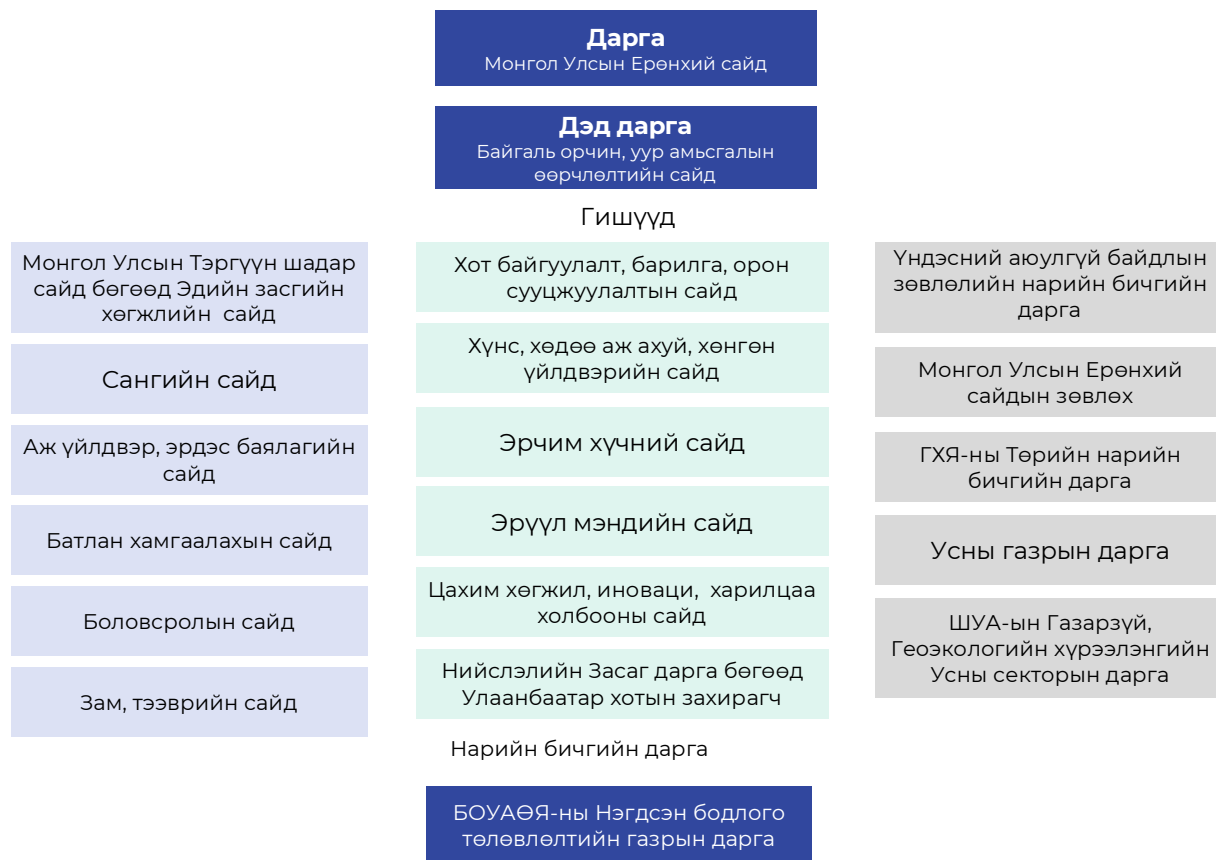 Дарга
Монгол Улсын Ерөнхий сайд
Дэд дарга
Байгаль орчин, уур амьсгалын
өөрчлөлтийн сайд
Гишүүд
Монгол Улсын Тэргүүн шадар
сайд бөгөөд Эдийн засгийн
хөгжлийн сайд
Сангийн сайд
Аж үйлдвэр, эрдэс баялагийн
сайд
Батлан хамгаалахын сайд
Боловсролын сайд
Зам, тээврийн сайд
Хот байгуулалт, барилга, орон
сууцжуулалтын сайд
Хүнс, хөдөө аж ахуй, хөнгөн
үйлдвэрийн сайд
Эрчим хүчний сайд
Эрүүл мэндийн сайд
Цахим хөгжил, иноваци, харилцаа
холбооны сайд
Нийслэлийн Засаг дарга бөгөөд
Улаанбаатар хотын захирагч
Үндэсний аюулгүй байдлын
зөвлөлийн нарийн бичгийн
дарга
Монгол Улсын Ерөнхий
сайдын зөвлөх
ГХЯ-ны Төрийн нарийн
бичгийн дарга
Усны газрын дарга
ШУА-ын Газарзүй,
Геоэкологийн хүрээлэнгийн
Усны секторын дарга
Нарийн бичгийн дарга
БОУАӨЯ-ны Нэгдсэн бодлого
төлөвлөлтийн газрын дарга